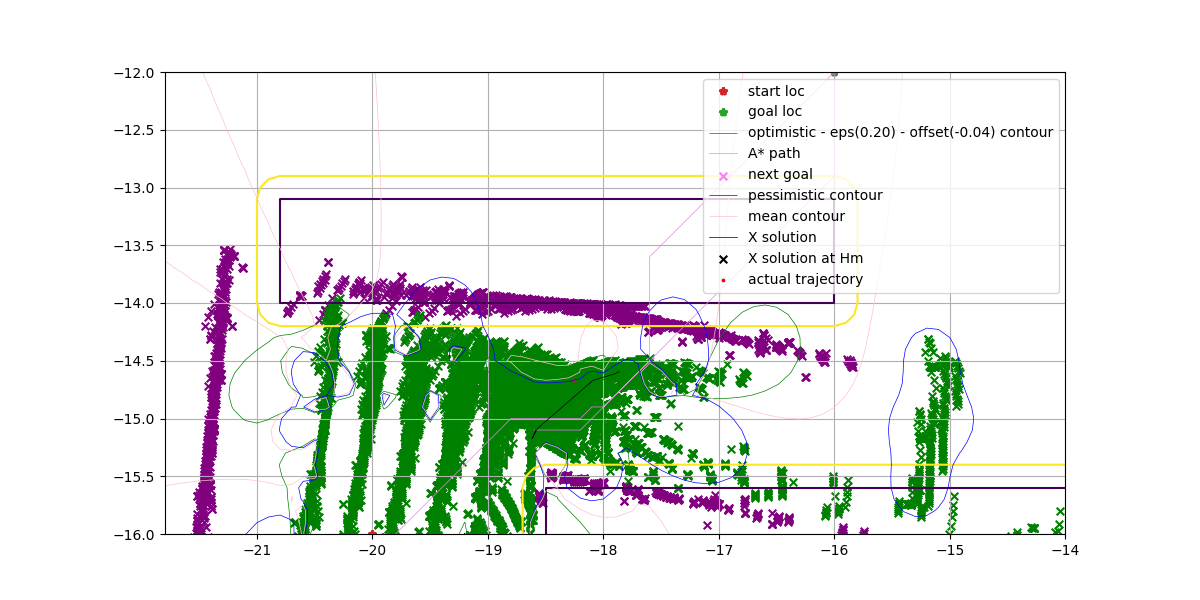 −12.0
−12.5
−13.0
−13.5
−14.0
−14.5
−15.0
−15.5
−16.0
−21
−20
−19
−18
−17
−16
−15
−14
start loc
goal loc
optimistic - eps(0.20) - offset(-0.04) contour
A* path
next goal
pessimistic contour
mean contour
X solution
X solution at Hm
actual trajectory